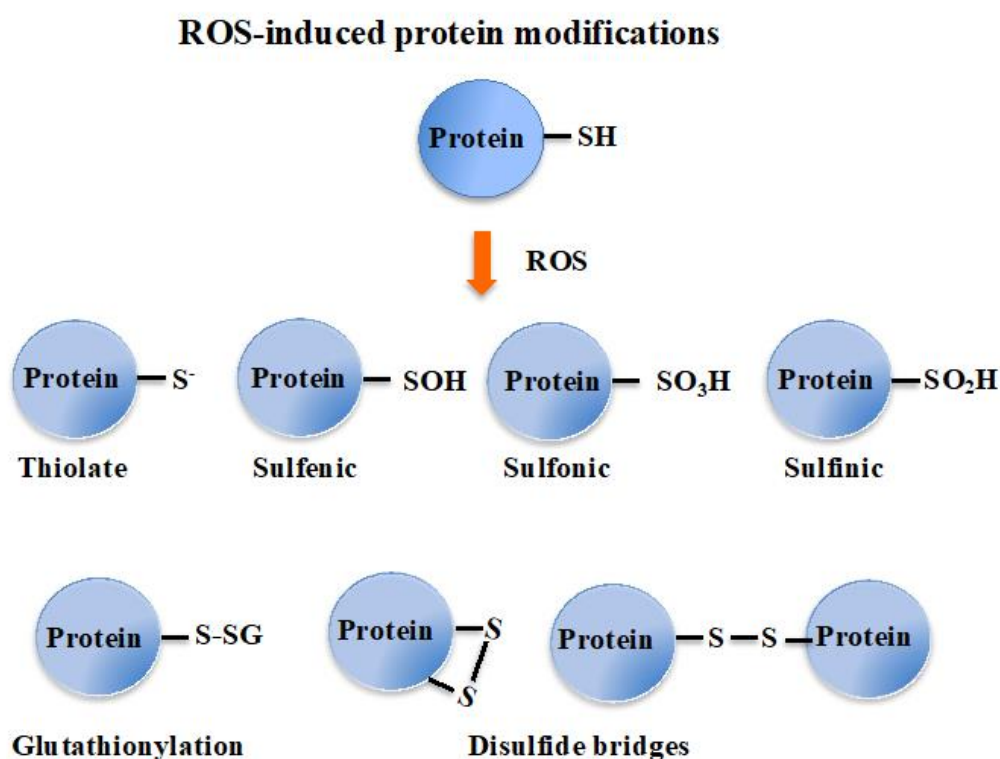 ROS-induced protein modifications
Protein SH
ROS
Protein S⁻ Protein SOH Protein SO₃H Protein SO₂H
Thiolate Sulfenic Sulfonic Sulfinic
Protein S-SG Protein S S Protein S S Protein
Glutathionylation Disulfide bridges